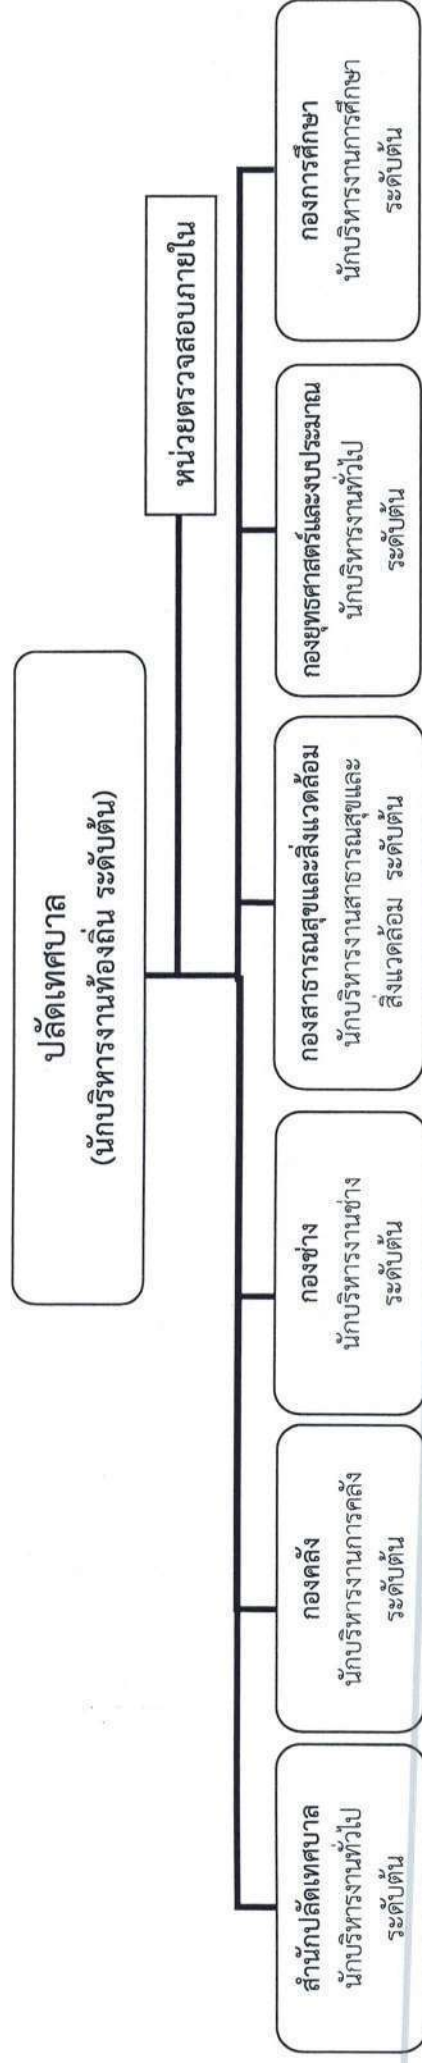 ปลัดเทศบาล
(นักบริหารงานท้องถิ่น ระดับต้น)
หน่วยตรวจสอบภายใน
สำนักปลัดเทศบาล
นักบริหารงานทั่วไป
ระดับต้น
กองคลัง
นักบริหารงานการคลัง
ระดับต้น
กองช่าง
นักบริหารงานช่าง
ระดับต้น
กองสาธารณสุขและสิ่งแวดล้อม
นักบริหารงานสาธารณสุขและ
สิ่งแวดล้อม ระดับต้น
กองยุทธศาสตร์และงบประมาณ
นักบริหารงานทั่วไป
ระดับต้น
กองการศึกษา
นักบริหารงานการศึกษา
ระดับต้น